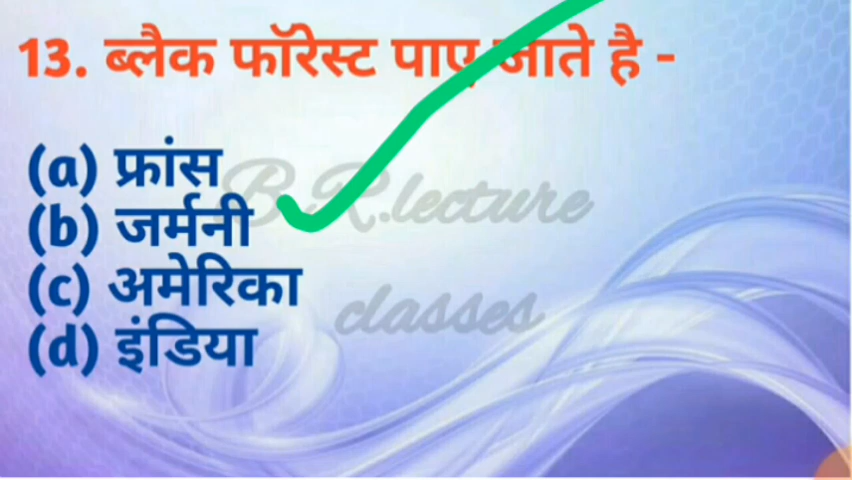 13. ब्लैक फॉरेस्ट पाए जाते है -
(a) फ्रांस
(b) जर्मनी
(c) अमेरिका
(d) इंडिया
B.R.lecture
classes